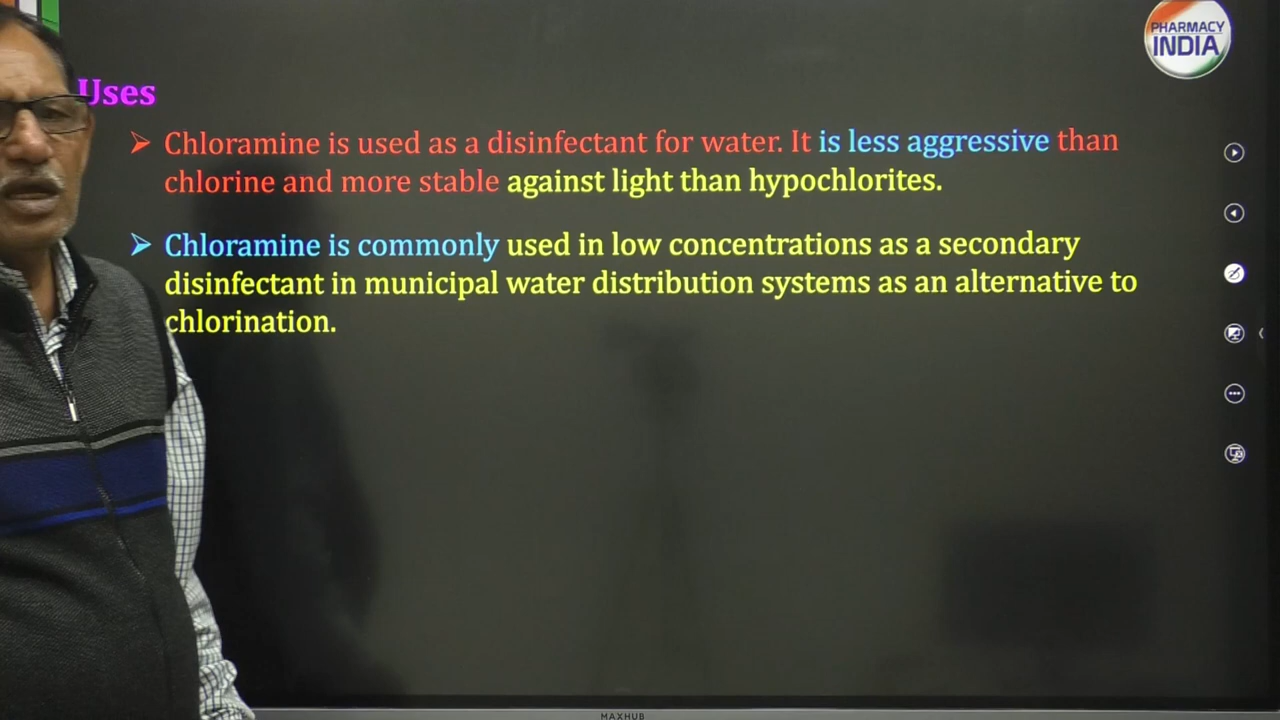 PHARMACY
INDIA
Uses
Chloramine is used as a disinfectant for water. It is less aggressive than
chlorine and more stable against light than hypochlorites.
Chloramine is commonly used in low concentrations as a secondary
disinfectant in municipal water distribution systems as an alternative to
chlorination.
MAXHUB